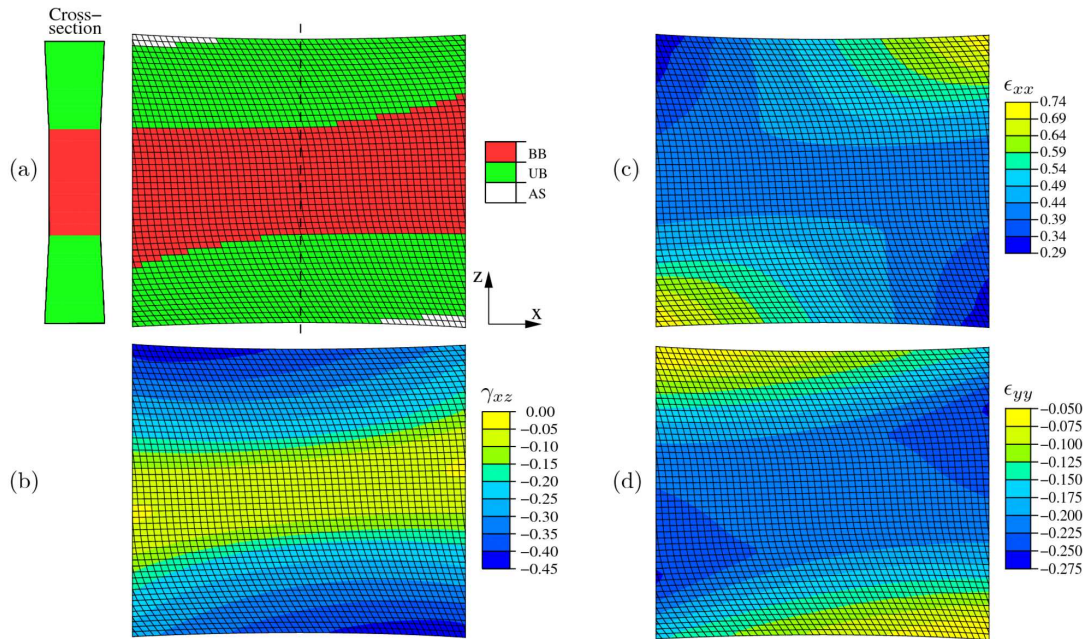 Cross-
section
(a)
BB
UB
AS
z
x
(c)
ϵxx
0.74
0.69
0.64
0.59
0.54
0.49
0.44
0.39
0.34
0.29
(b)
γxz
0.00
−0.05
−0.10
−0.15
−0.20
−0.25
−0.30
−0.35
−0.40
−0.45
(d)
ϵyy
−0.050
−0.075
−0.100
−0.125
−0.150
−0.175
−0.200
−0.225
−0.250
−0.275